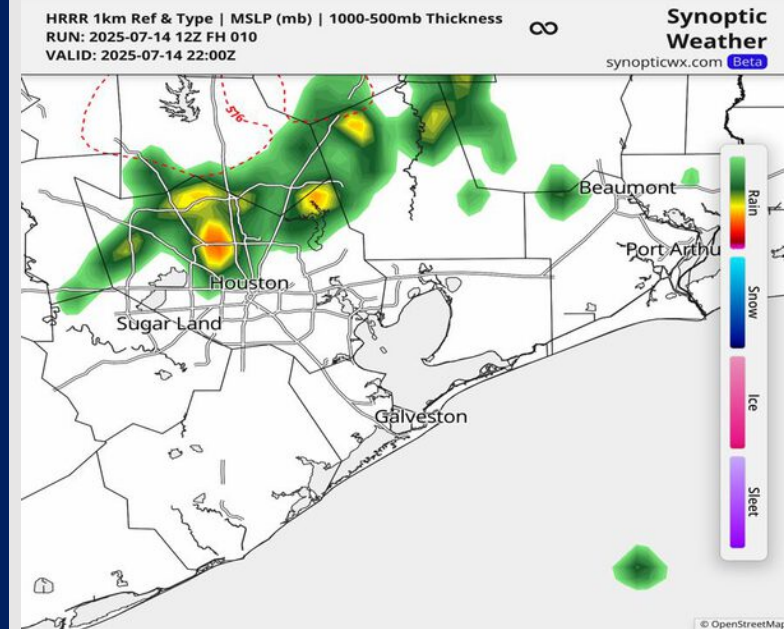 HRRR 1km Ref & Type | MSLP (mb) | 1000-500mb Thickness
RUN: 2025-07-14 12Z FH 010
VALID: 2025-07-14 22:00Z
Synoptic
Weather
synopticwx.com Beta
576
Beaumont
Port Arthu
Houston
Sugar Land
Galveston
Rain
Snow
Ice
Sleet
© OpenStreetMap